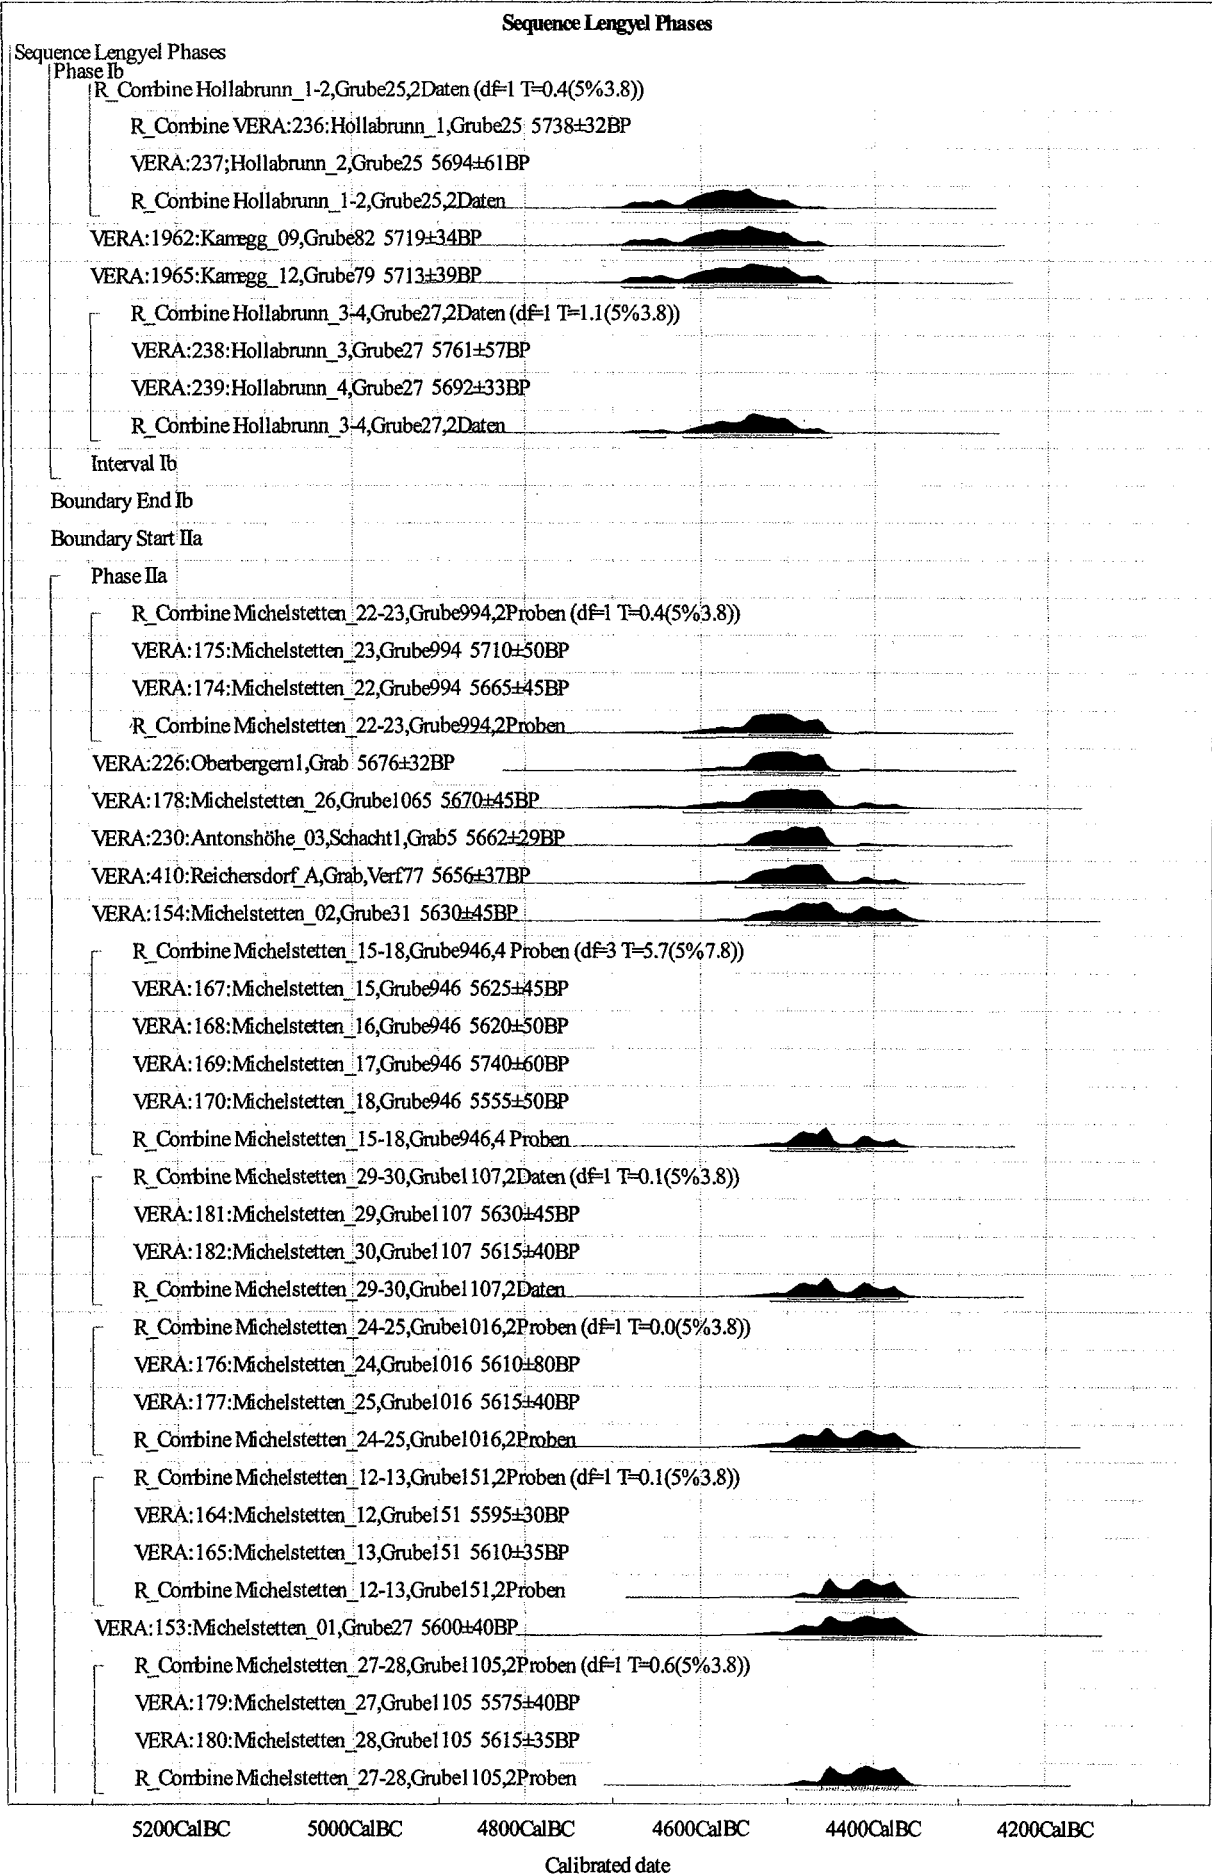 Sequence Lengyel Phases
Sequence Lengyel Phases
Phase Ib
R_Combine Hollabrunn_1-2,Grube25,2Daten (df=1 T=0.4(5%3.8))
R_Combine VERA:236:Hollabrunn_1,Grube25 5738±32BP
VERA:237;Hollabrunn_2,Grube25 5694±61BP
R_Combine Hollabrunn_1-2,Grube25,2Daten
VERA:1962:Kamegg_09,Grube82 5719±34BP
VERA:1965:Kamegg_12,Grube79 5713±39BP
R_Combine Hollabrunn_3-4,Grube27,2Daten (df=1 T=1.1(5%3.8))
VERA:238:Hollabrunn_3,Grube27 5761±57BP
VERA:239:Hollabrunn_4,Grube27 5692±33BP
R_Combine Hollabrunn_3-4,Grube27,2Daten
Interval Ib
Boundary End Ib
Boundary Start IIa
Phase IIa
R_Combine Michelstetten_22-23,Grube994,2Proben (df=1 T=0.4(5%3.8))
VERA:175:Michelstetten_23,Grube994 5710±50BP
VERA:174:Michelstetten_22,Grube994 5665±45BP
R_Combine Michelstetten_22-23,Grube994,2Proben
VERA:226:Oberbergern1,Grab 5676±32BP
VERA:178:Michelstetten_26,Grube1065 5670±45BP
VERA:230:Antonshöhe_03,Schacht1,Grab5 5662±29BP
VERA:410:Reichersdorf_A,Grab,Verf77 5656±37BP
VERA:154:Michelstetten_02,Grube31 5630±45BP
R_Combine Michelstetten_15-18,Grube946,4 Proben (df=3 T=5.7(5%7.8))
VERA:167:Michelstetten_15,Grube946 5625±45BP
VERA:168:Michelstetten_16,Grube946 5620±50BP
VERA:169:Michelstetten_17,Grube946 5740±60BP
VERA:170:Michelstetten_18,Grube946 5555±50BP
R_Combine Michelstetten_15-18,Grube946,4 Proben
R_Combine Michelstetten_29-30,Grube1107,2Daten (df=1 T=0.1(5%3.8))
VERA:181:Michelstetten_29,Grube1107 5630±45BP
VERA:182:Michelstetten_30,Grube1107 5615±40BP
R_Combine Michelstetten_29-30,Grube1107,2Daten
R_Combine Michelstetten_24-25,Grube1016,2Proben (df=1 T=0.0(5%3.8))
VERA:176:Michelstetten_24,Grube1016 5610±80BP
VERA:177:Michelstetten_25,Grube1016 5615±40BP
R_Combine Michelstetten_24-25,Grube1016,2Proben
R_Combine Michelstetten_12-13,Grube151,2Proben (df=1 T=0.1(5%3.8))
VERA:164:Michelstetten_12,Grube151 5595±30BP
VERA:165:Michelstetten_13,Grube151 5610±35BP
R_Combine Michelstetten_12-13,Grube151,2Proben
VERA:153:Michelstetten_01,Grube27 5600±40BP
R_Combine Michelstetten_27-28,Grube1105,2Proben (df=1 T=0.6(5%3.8))
VERA:179:Michelstetten_27,Grube1105 5575±40BP
VERA:180:Michelstetten_28,Grube1105 5615±35BP
R_Combine Michelstetten_27-28,Grube1105,2Proben
5200CalBC 5000CalBC 4800CalBC 4600CalBC 4400CalBC 4200CalBC
Calibrated date